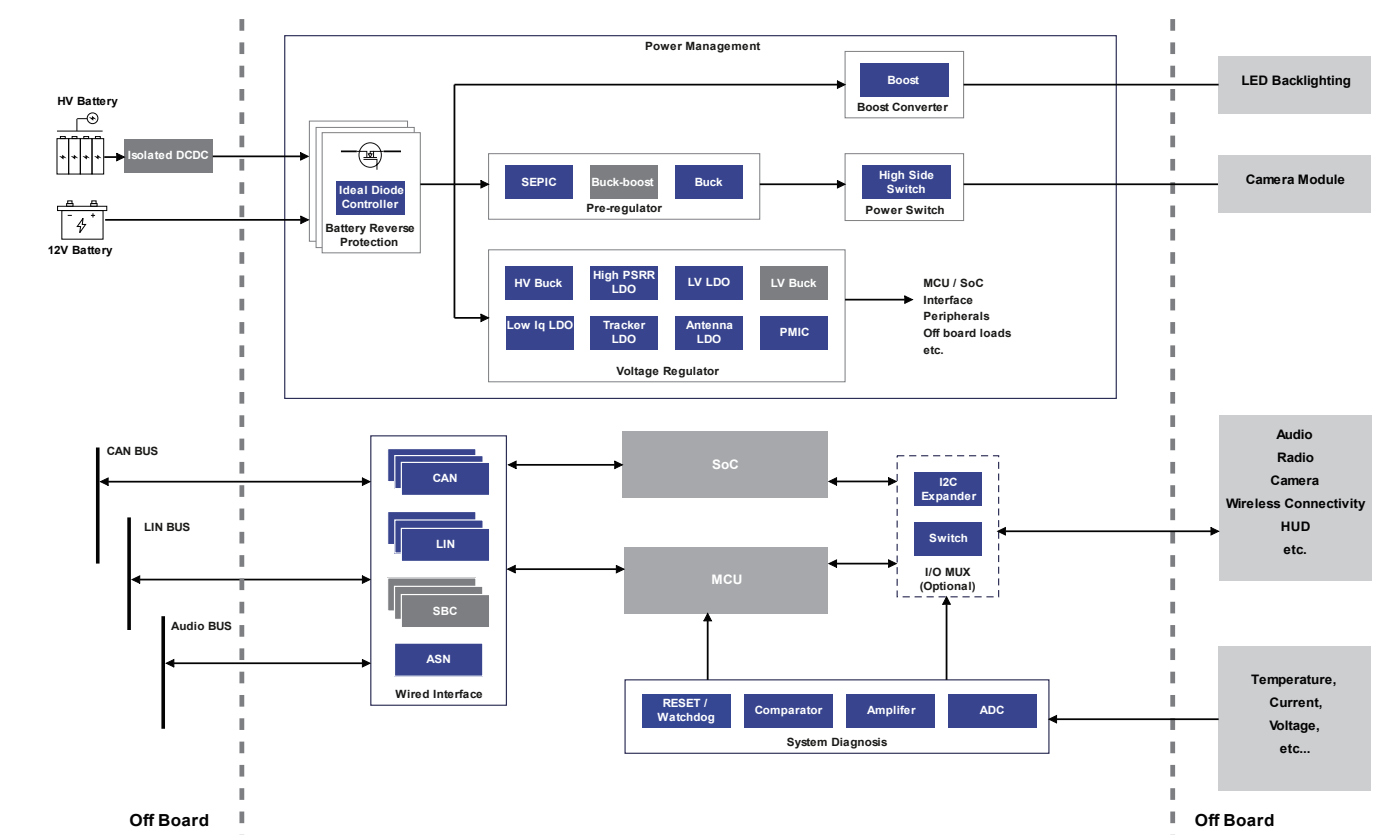 Power Management
HV Battery
Isolated DCDC
12V Battery
Ideal Diode
Controller
Battery Reverse
Protection
Boost
Boost Converter
LED Backlighting
SEPIC
Buck-boost
Buck
Pre-regulator
High Side
Switch
Power Switch
Camera Module
HV Buck
High PSRR
LDO
LV LDO
LV Buck
Low Iq LDO
Tracker
LDO
Antenna
LDO
PMIC
Voltage Regulator
MCU / SoC
Interface
Peripherals
Off board loads
etc.
CAN BUS
LIN BUS
Audio BUS
CAN
LIN
SBC
ASN
Wired Interface
SoC
MCU
I2C
Expander
Switch
I/O MUX
(Optional)
Audio
Radio
Camera
Wireless Connectivity
HUD
etc.
RESET /
Watchdog
Comparator
Amplifer
ADC
System Diagnosis
Temperature,
Current,
Voltage,
etc...
Off Board
Off Board